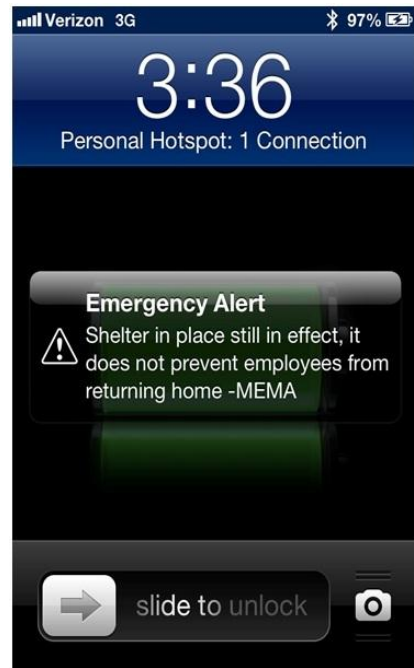 Verizon 3G 97%
3:36
Personal Hotspot: 1 Connection
Emergency Alert
Shelter in place still in effect, it
does not prevent employees from
returning home -MEMA
slide to unlock